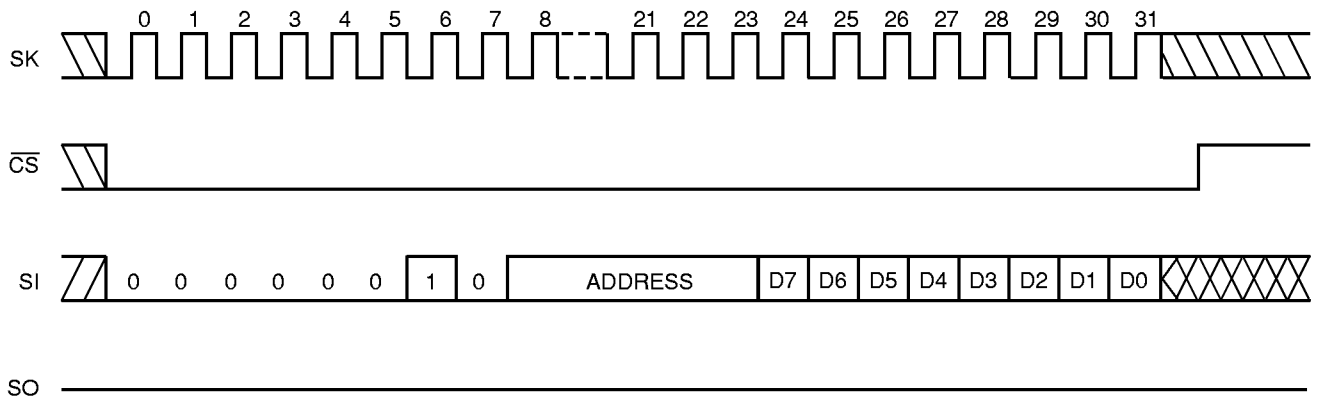 0 1 2 3 4 5 6 7 8 21 22 23 24 25 26 27 28 29 30 31
SK
CS
SI 0 0 0 0 0 0 1 0 ADDRESS D7 D6 D5 D4 D3 D2 D1 D0
SO